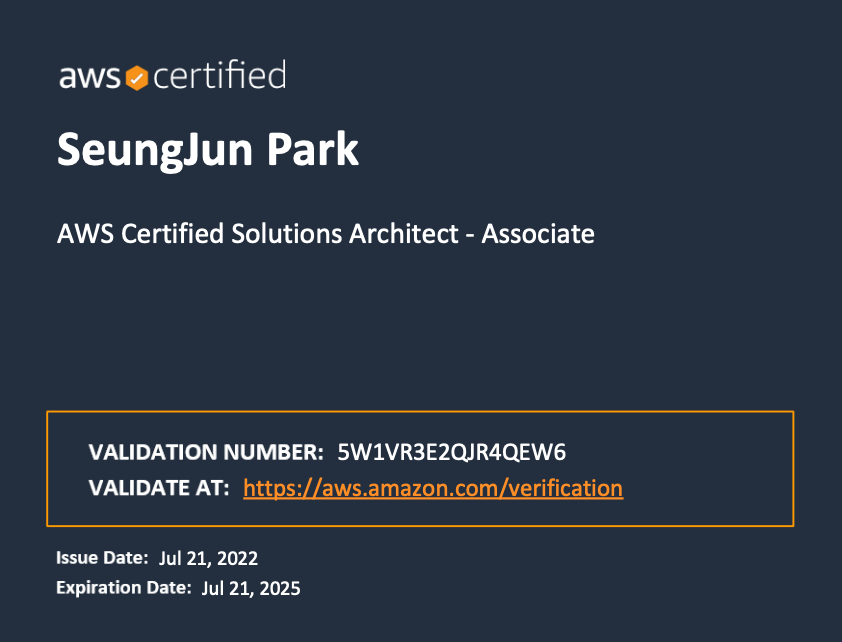 aws certified
SeungJun Park
AWS Certified Solutions Architect - Associate
VALIDATION NUMBER: 5W1VR3E2QJR4QEW6
VALIDATE AT: https://aws.amazon.com/verification
Issue Date: Jul 21, 2022
Expiration Date: Jul 21, 2025